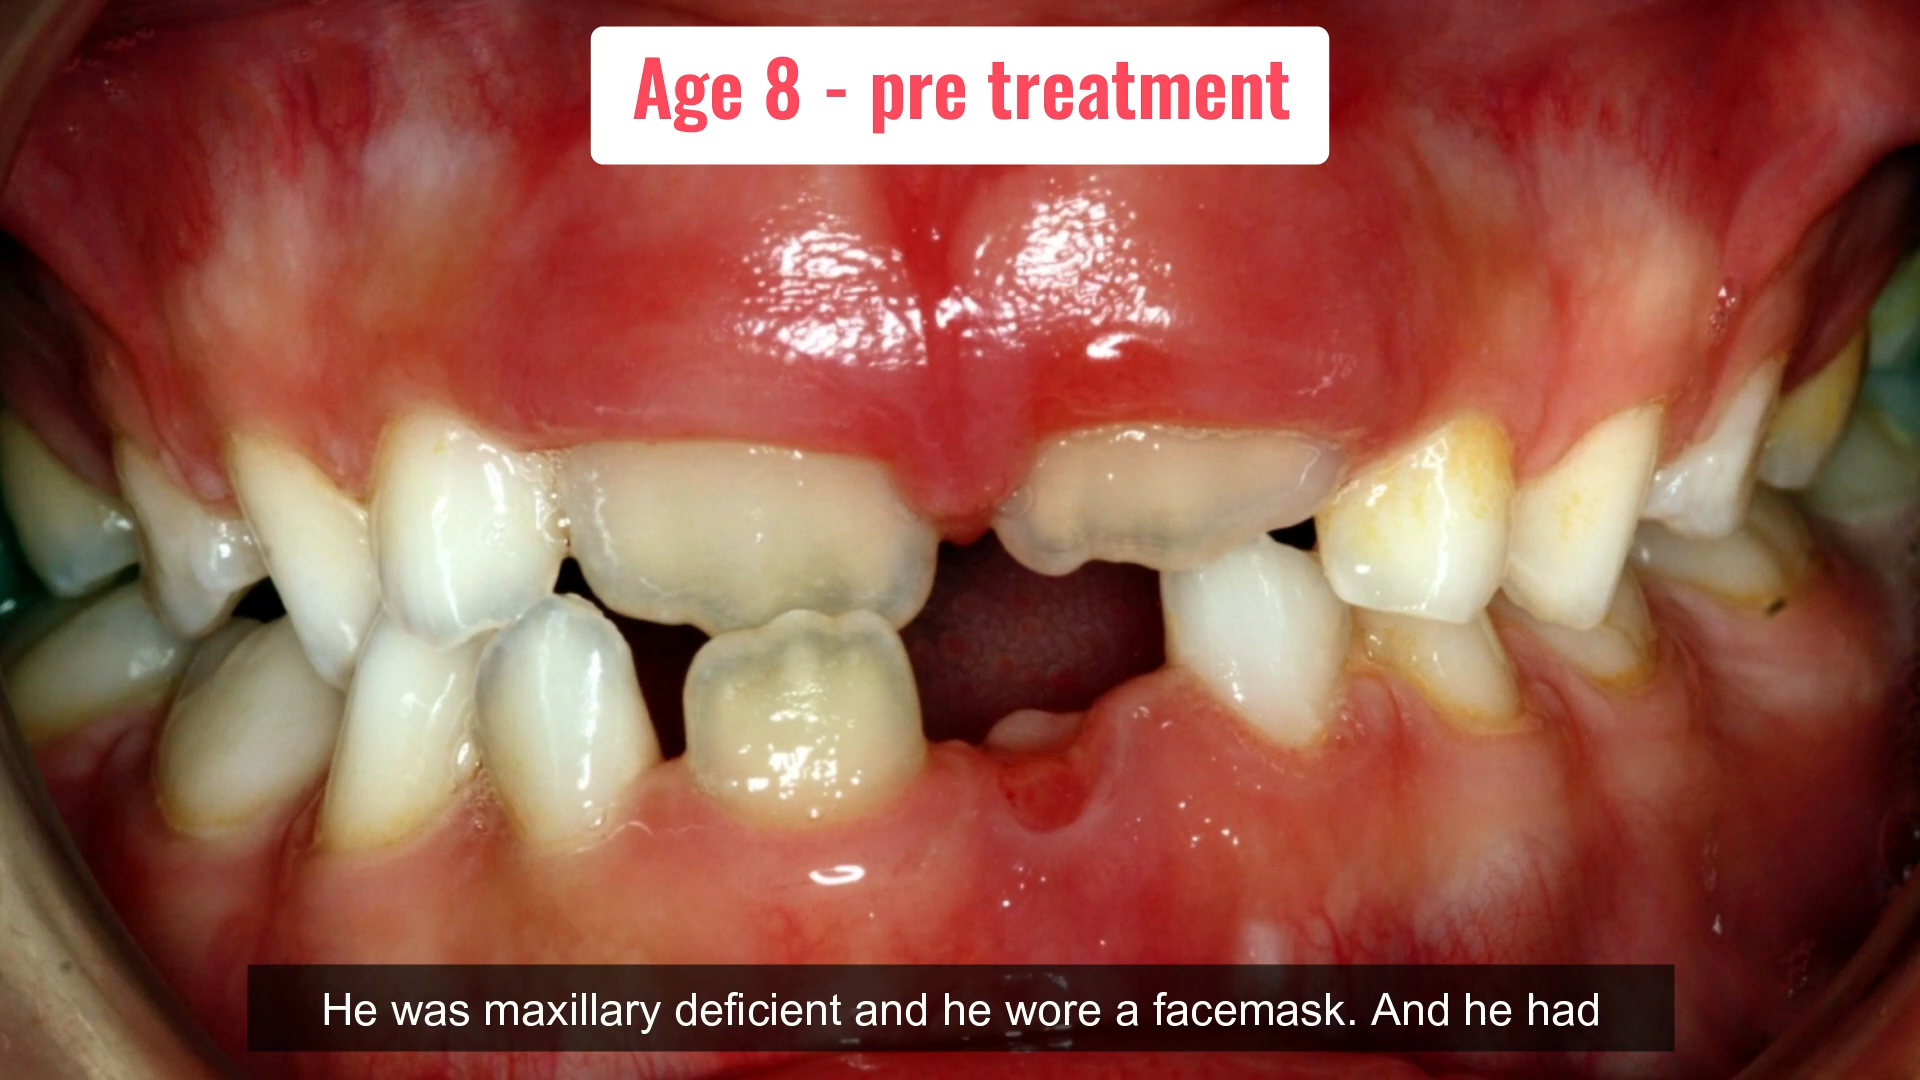 Age 8 - pre treatment
He was maxillary deficient and he wore a facemask. And he had